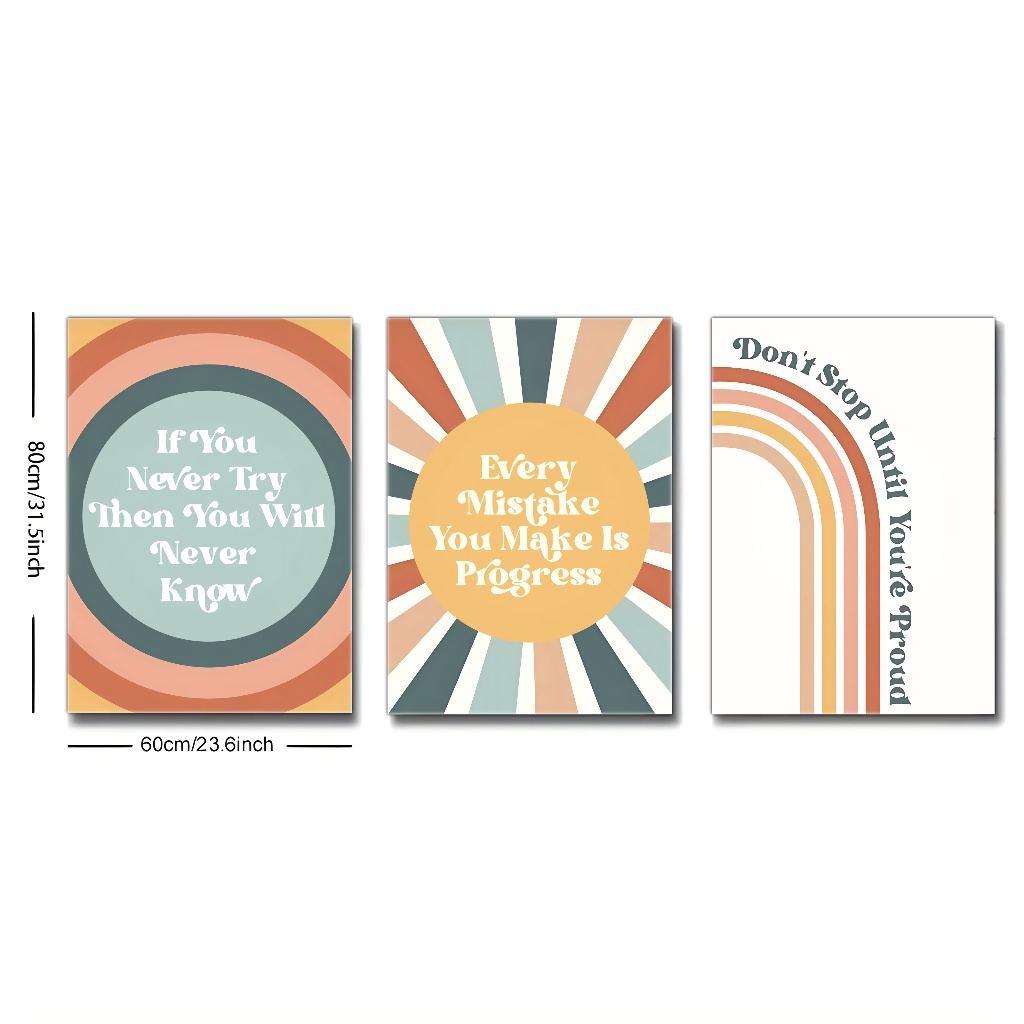 80cm/31.5inch
If You
Never Try
Then You Will
Never
Know
60cm/23.6inch
Every
Mistake
You Make Is
Progress
Don't Stop Until You're Proud